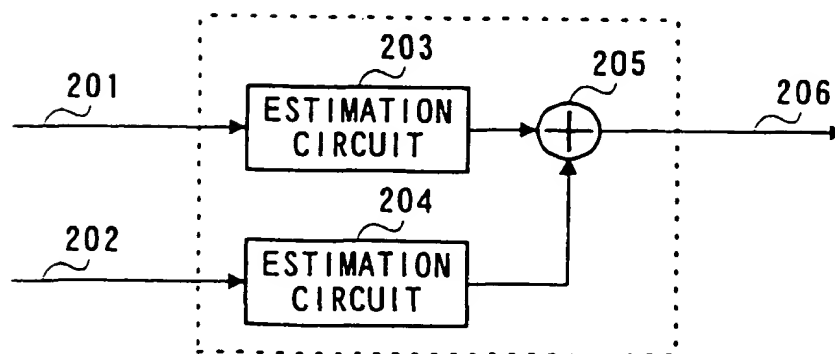 203
205
201
206
ESTIMATION
CIRCUIT
204
202
ESTIMATION
CIRCUIT